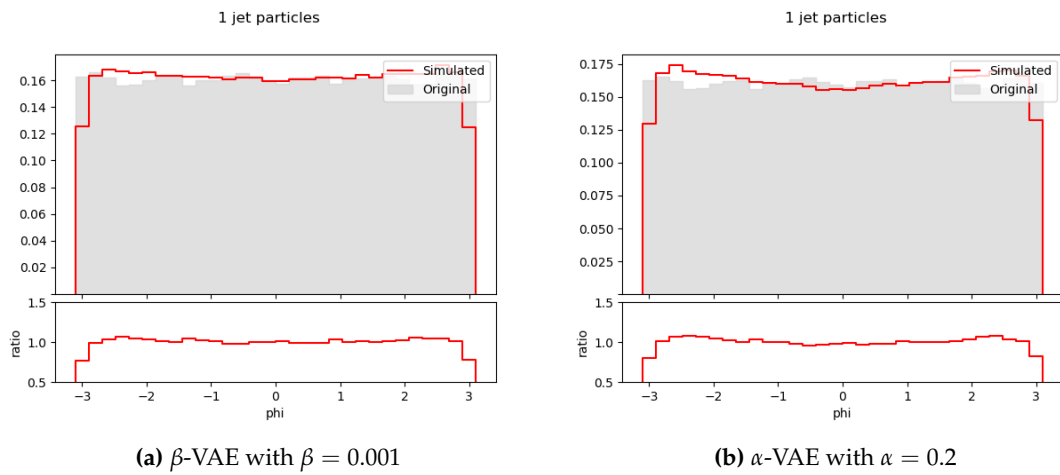 1 jet particles
0.16
0.14
0.12
0.10
0.08
0.06
0.04
0.02
Simulated
Original
1.5
1.0
0.5
ratio
−3 −2 −1 0 1 2 3
phi
(a) β-VAE with β = 0.001
1 jet particles
0.175
0.150
0.125
0.100
0.075
0.050
0.025
Simulated
Original
1.5
1.0
0.5
ratio
−3 −2 −1 0 1 2 3
phi
(b) α-VAE with α = 0.2